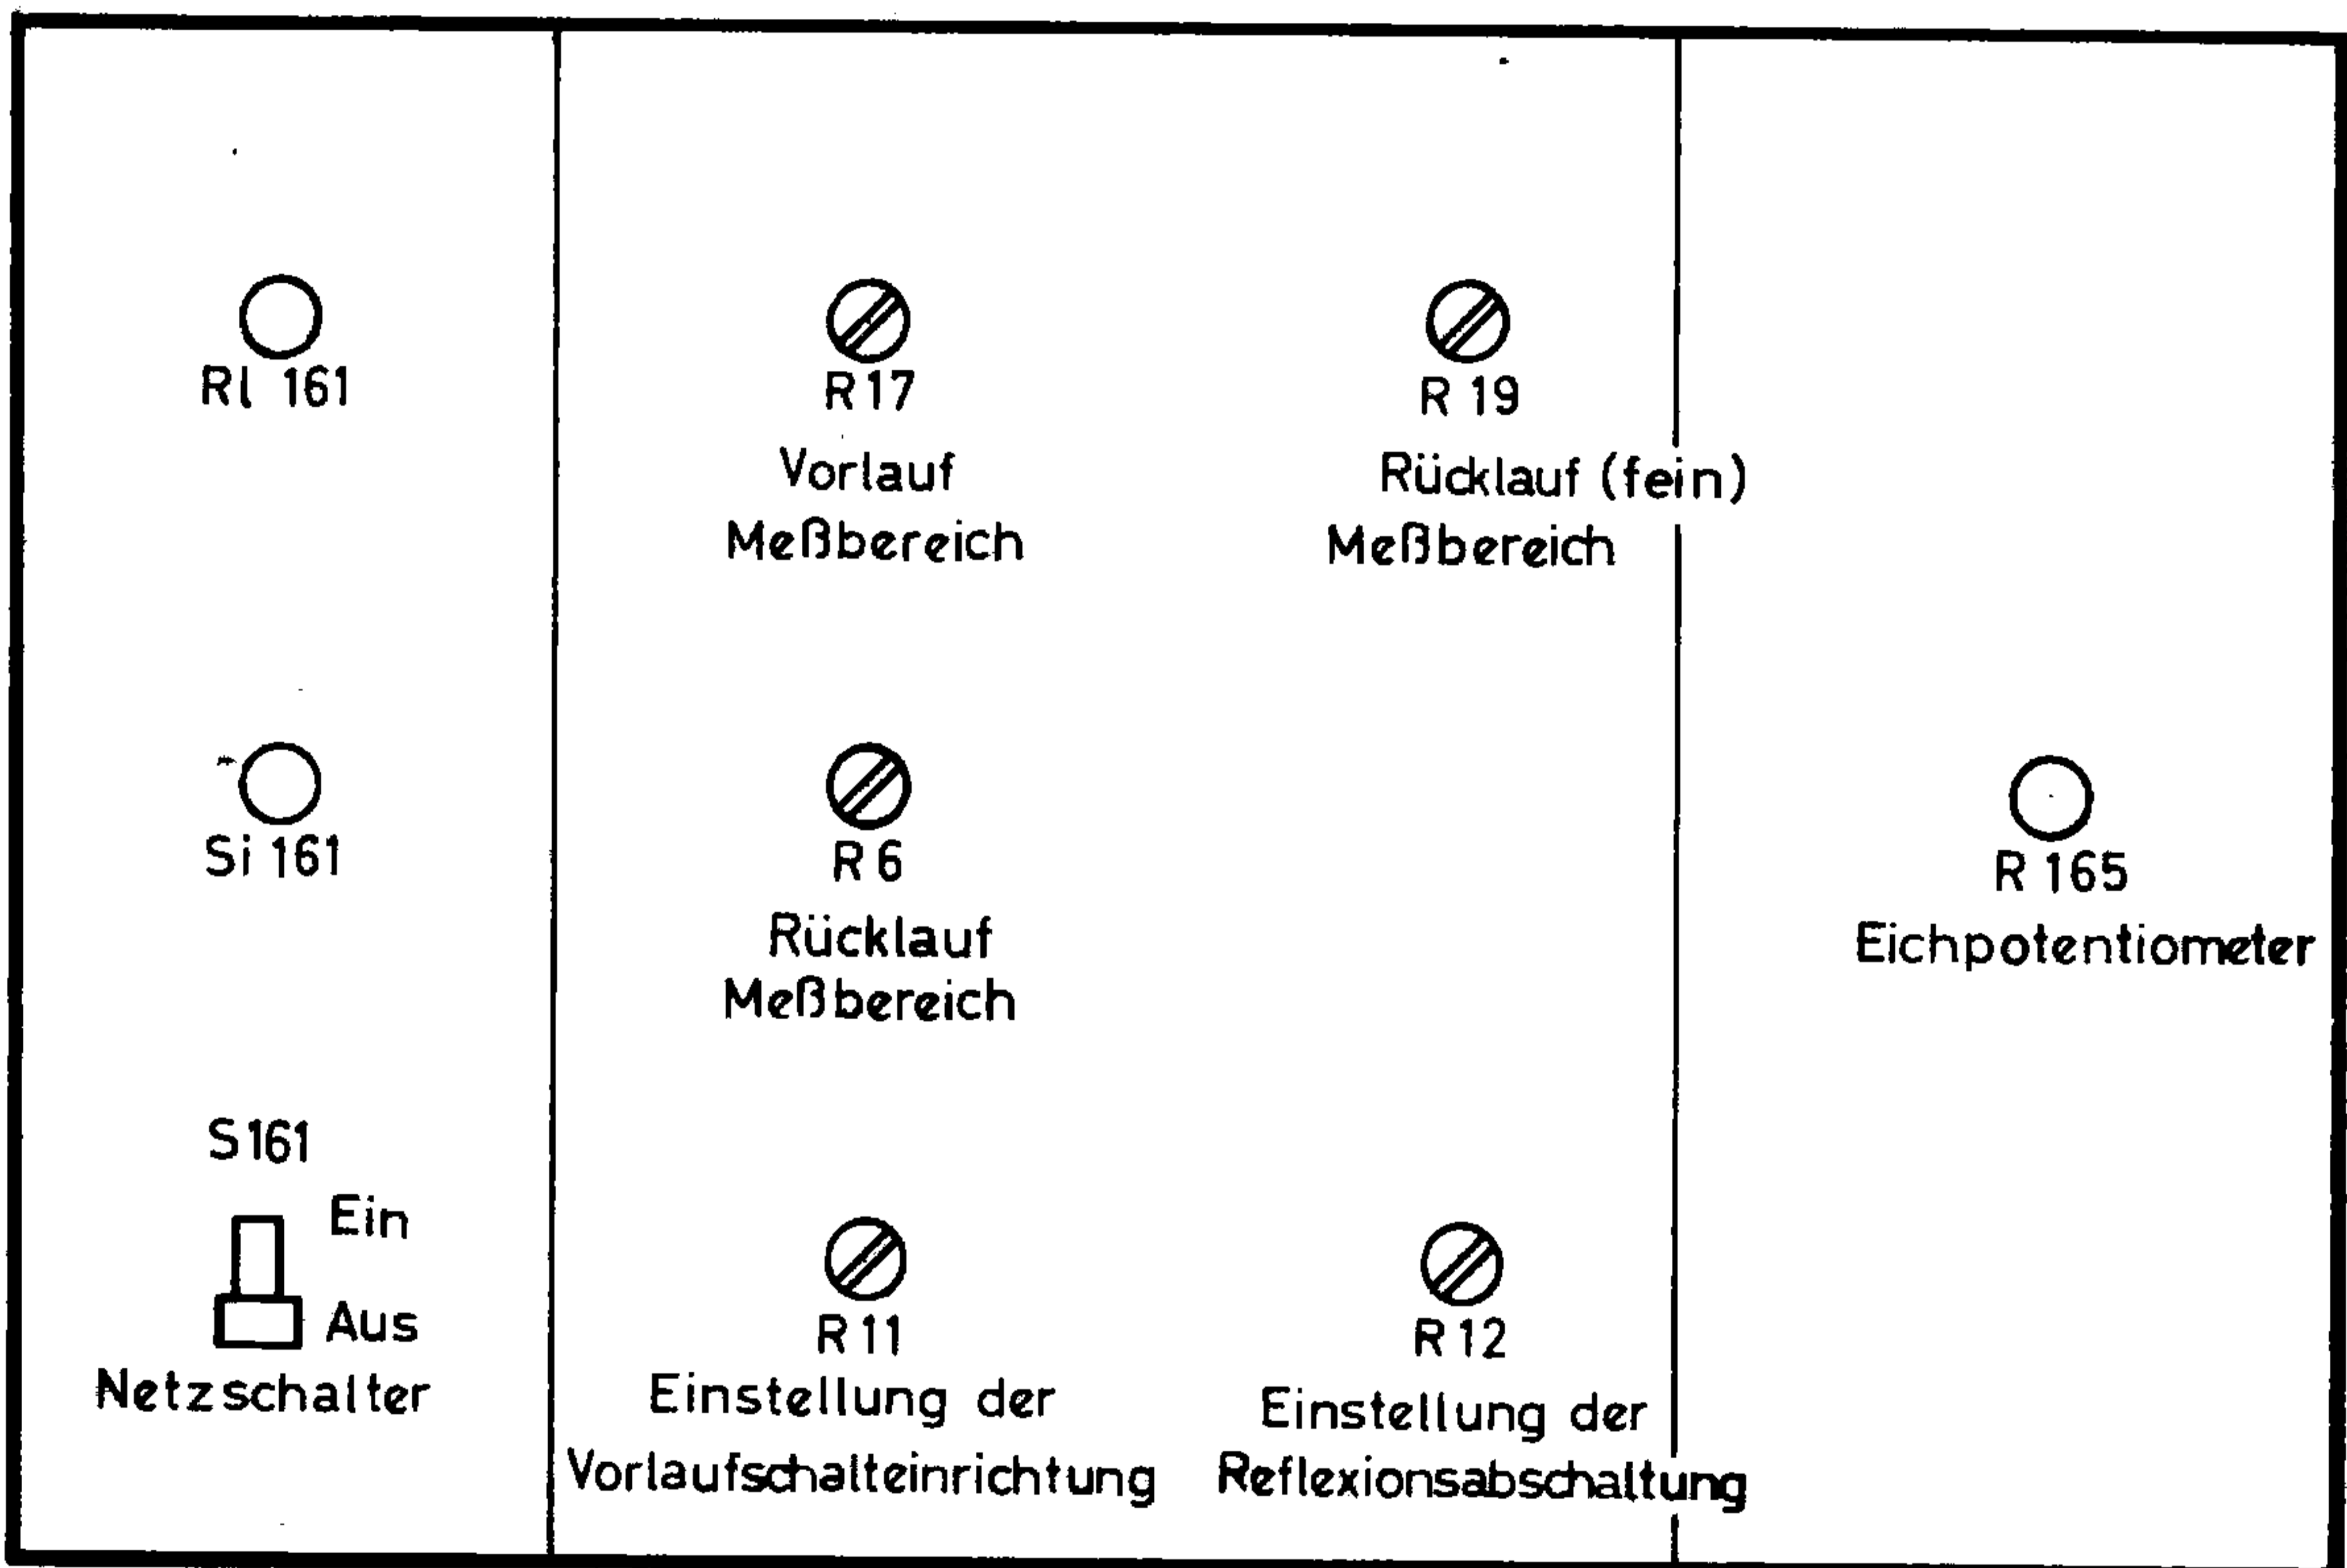 Rl 161
Si 161
S 161
Ein
Aus
Netzschalter
R 17
Vorlauf
Meßbereich
R 19
Rücklauf (fein)
Meßbereich
R 6
Rücklauf
Meßbereich
R 11
Einstellung der
Vorlaufschalteinrichtung
R 12
Einstellung der
Reflexionsabschaltung
R 165
Eichpotentiometer